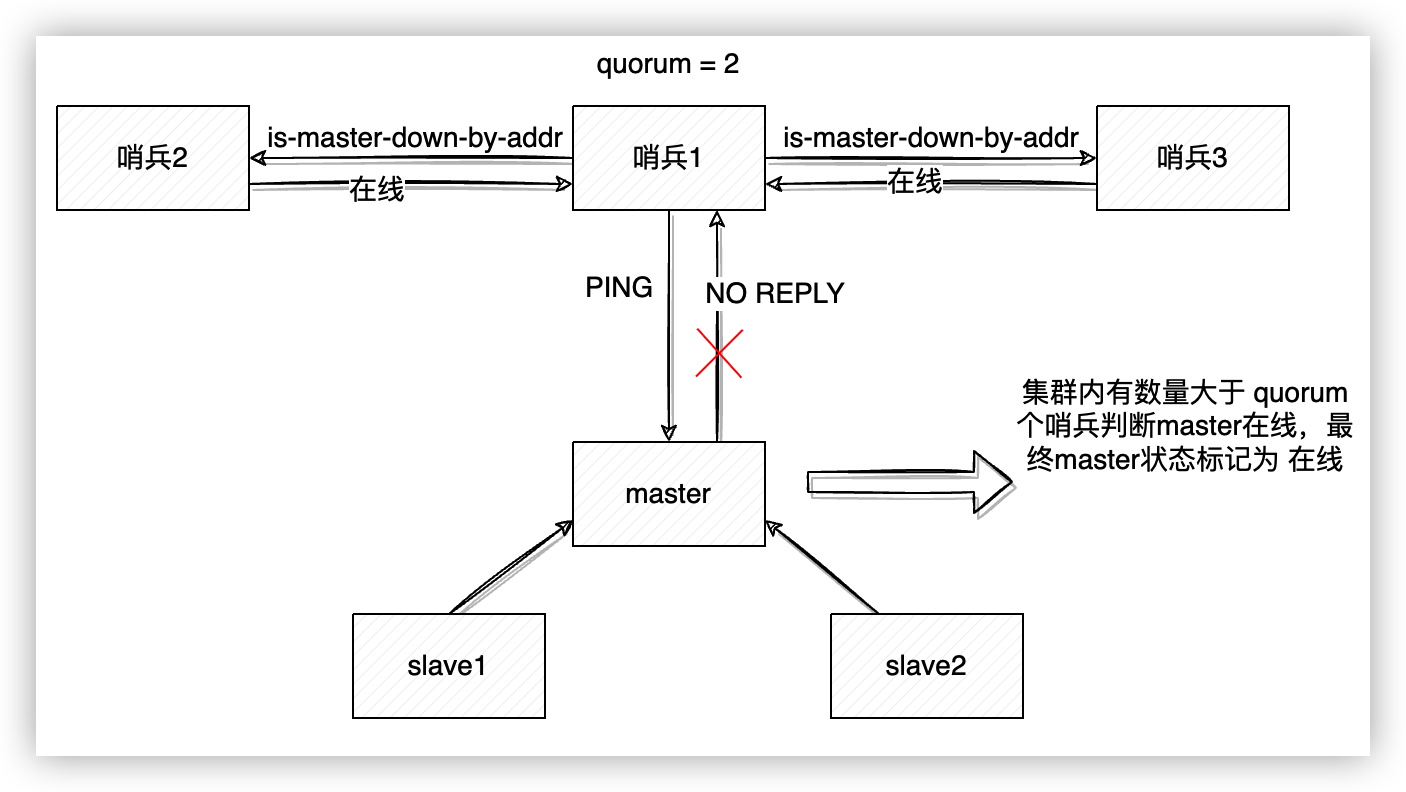 quorum = 2
哨兵2
is-master-down-by-addr
哨兵1
is-master-down-by-addr
哨兵3
在线
在线
PING
NO REPLY
集群内有数量大于 quorum
个哨兵判断master在线，最
终master状态标记为 在线
master
slave1
slave2